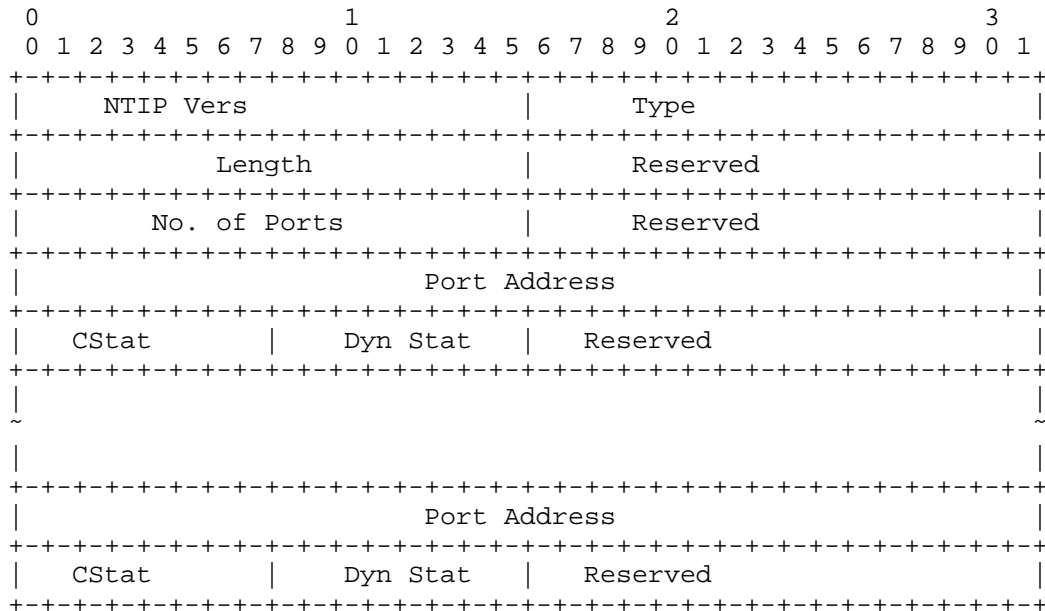 0                   1                   2                   3
0 1 2 3 4 5 6 7 8 9 0 1 2 3 4 5 6 7 8 9 0 1 2 3 4 5 6 7 8 9 0 1
+-+-+-+-+-+-+-+-+-+-+-+-+-+-+-+-+-+-+-+-+-+-+-+-+-+-+-+-+-+-+-+-+
|     NTIP Vers                 |      Type                     |
+-+-+-+-+-+-+-+-+-+-+-+-+-+-+-+-+-+-+-+-+-+-+-+-+-+-+-+-+-+-+-+-+
|            Length             |      Reserved                 |
+-+-+-+-+-+-+-+-+-+-+-+-+-+-+-+-+-+-+-+-+-+-+-+-+-+-+-+-+-+-+-+-+
|        No. of Ports           |      Reserved                 |
+-+-+-+-+-+-+-+-+-+-+-+-+-+-+-+-+-+-+-+-+-+-+-+-+-+-+-+-+-+-+-+-+
|                         Port Address                          |
+-+-+-+-+-+-+-+-+-+-+-+-+-+-+-+-+-+-+-+-+-+-+-+-+-+-+-+-+-+-+-+-+
|   CStat       |    Dyn Stat   |   Reserved                    |
+-+-+-+-+-+-+-+-+-+-+-+-+-+-+-+-+-+-+-+-+-+-+-+-+-+-+-+-+-+-+-+-+
|                                                               |
~                                                               ~
|                                                               |
+-+-+-+-+-+-+-+-+-+-+-+-+-+-+-+-+-+-+-+-+-+-+-+-+-+-+-+-+-+-+-+-+
|                         Port Address                          |
+-+-+-+-+-+-+-+-+-+-+-+-+-+-+-+-+-+-+-+-+-+-+-+-+-+-+-+-+-+-+-+-+
|   CStat       |    Dyn Stat   |   Reserved                    |
+-+-+-+-+-+-+-+-+-+-+-+-+-+-+-+-+-+-+-+-+-+-+-+-+-+-+-+-+-+-+-+-+